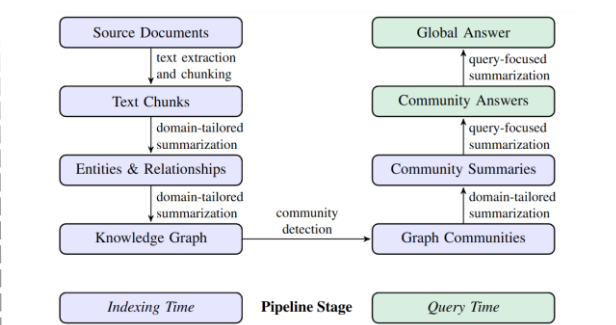 Source Documents
text extraction
and chunking
Text Chunks
domain-tailored
summarization
Entities & Relationships
domain-tailored
summarization
Knowledge Graph
community
detection
Graph Communities
domain-tailored
summarization
Community Summaries
query-focused
summarization
Community Answers
query-focused
summarization
Global Answer
Indexing Time
Pipeline Stage
Query Time